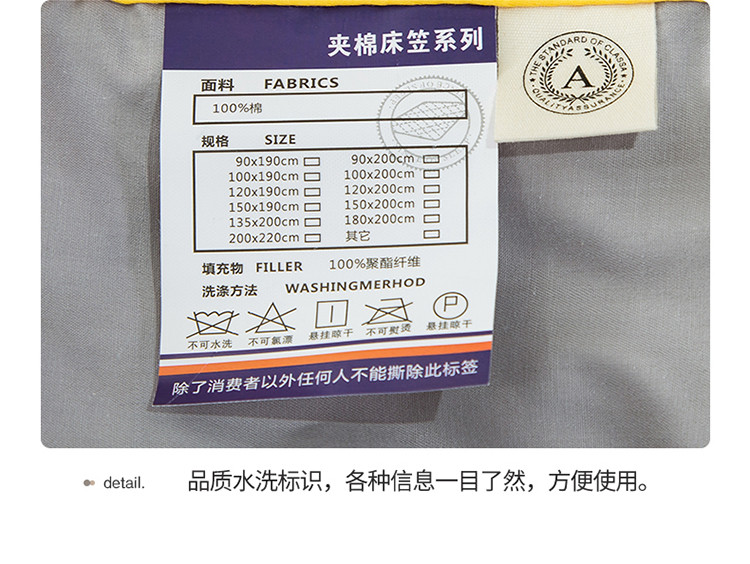 夹棉床笠系列
面料 FABRICS
100%棉
规格 SIZE
90x190cm 90x200cm
100x190cm 100x200cm
120x190cm 120x200cm
150x190cm 150x200cm
135x200cm 180x200cm
200x220cm 其它
填充物 FILLER 100%聚酯纤维
洗涤方法 WASHINGMERHOD
P
不可水洗 不可氯漂 悬挂晾干 不可熨烫 悬挂晾干
除了消费者以外任何人不能撕除此标签
THE STANDARD OF CLASSA
A
QUALITYASSURANCE
detail. 品质水洗标识，各种信息一目了然，方便使用。